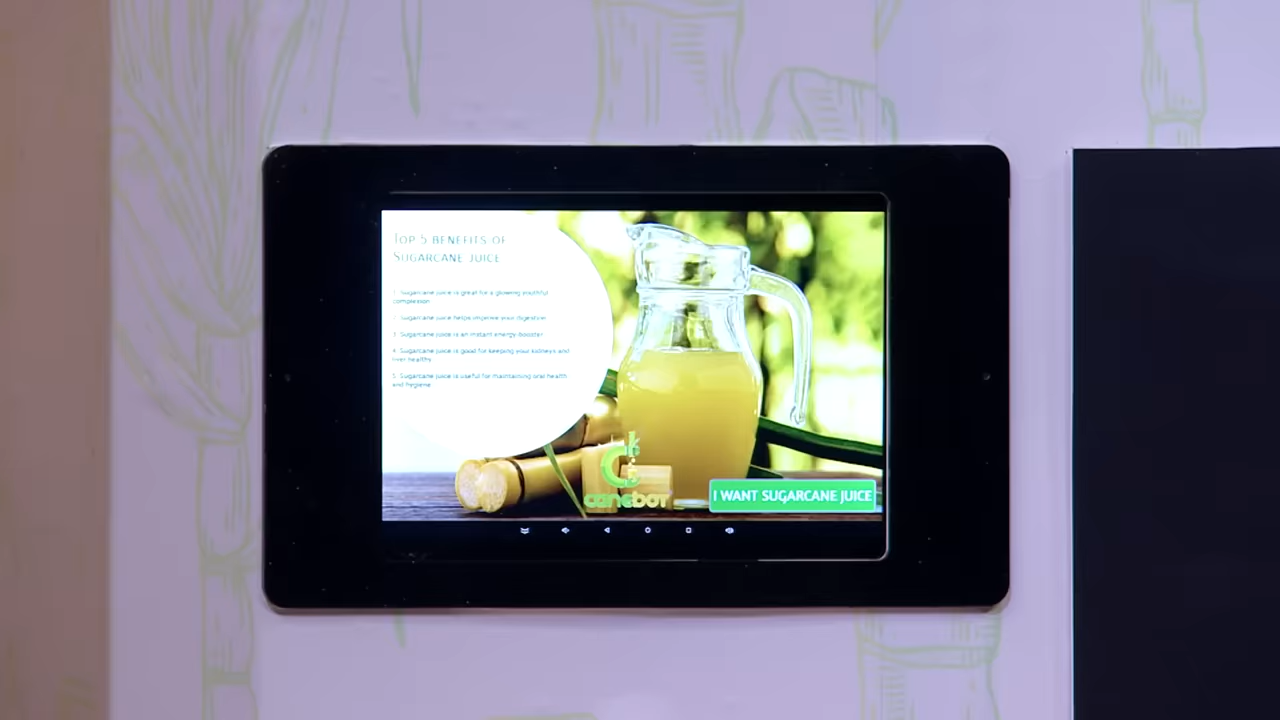 Top 5 benefits of
Sugarcane juice
1. Sugarcane juice is great for a glowing youthful
complexion
2. Sugarcane juice helps improve your digestion
3. Sugarcane juice is an instant energy booster
4. Sugarcane juice is good for keeping your kidneys and
liver healthy
5. Sugarcane juice is useful for maintaining oral health
and hygiene
canebot
I WANT SUGARCANE JUICE